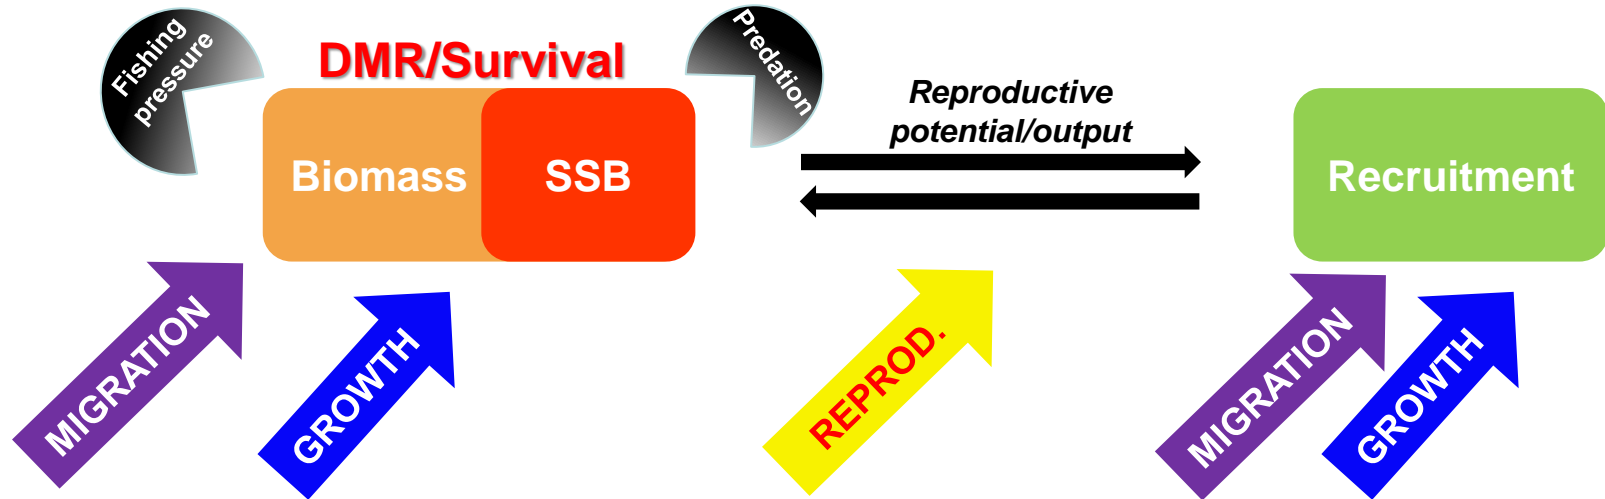 Fishing
pressure
DMR/Survival
Predation
Reproductive
potential/output
Biomass
SSB
Recruitment
MIGRATION
GROWTH
REPROD.
MIGRATION
GROWTH